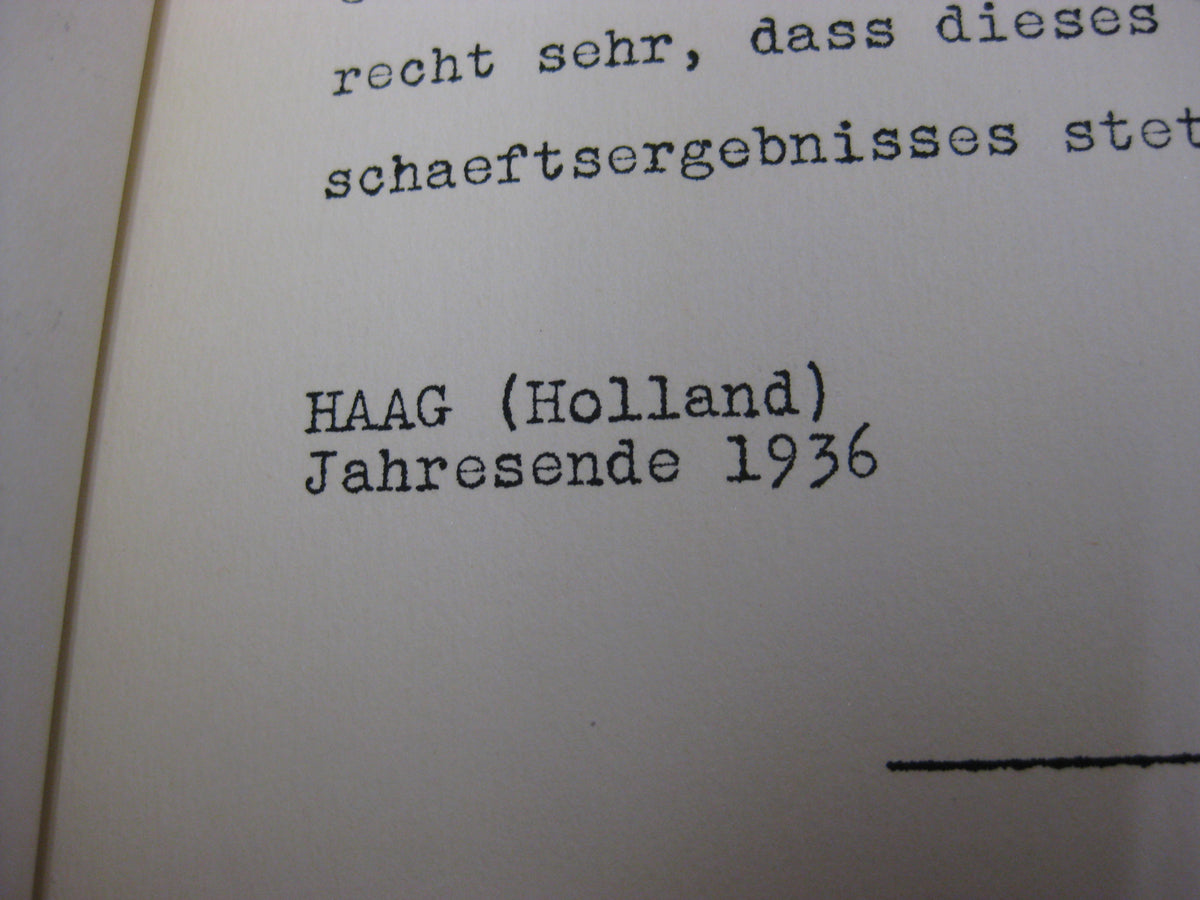 recht sehr, dass dieses
schaeftsergebnisses stet
HAAG (Holland)
Jahresende 1936